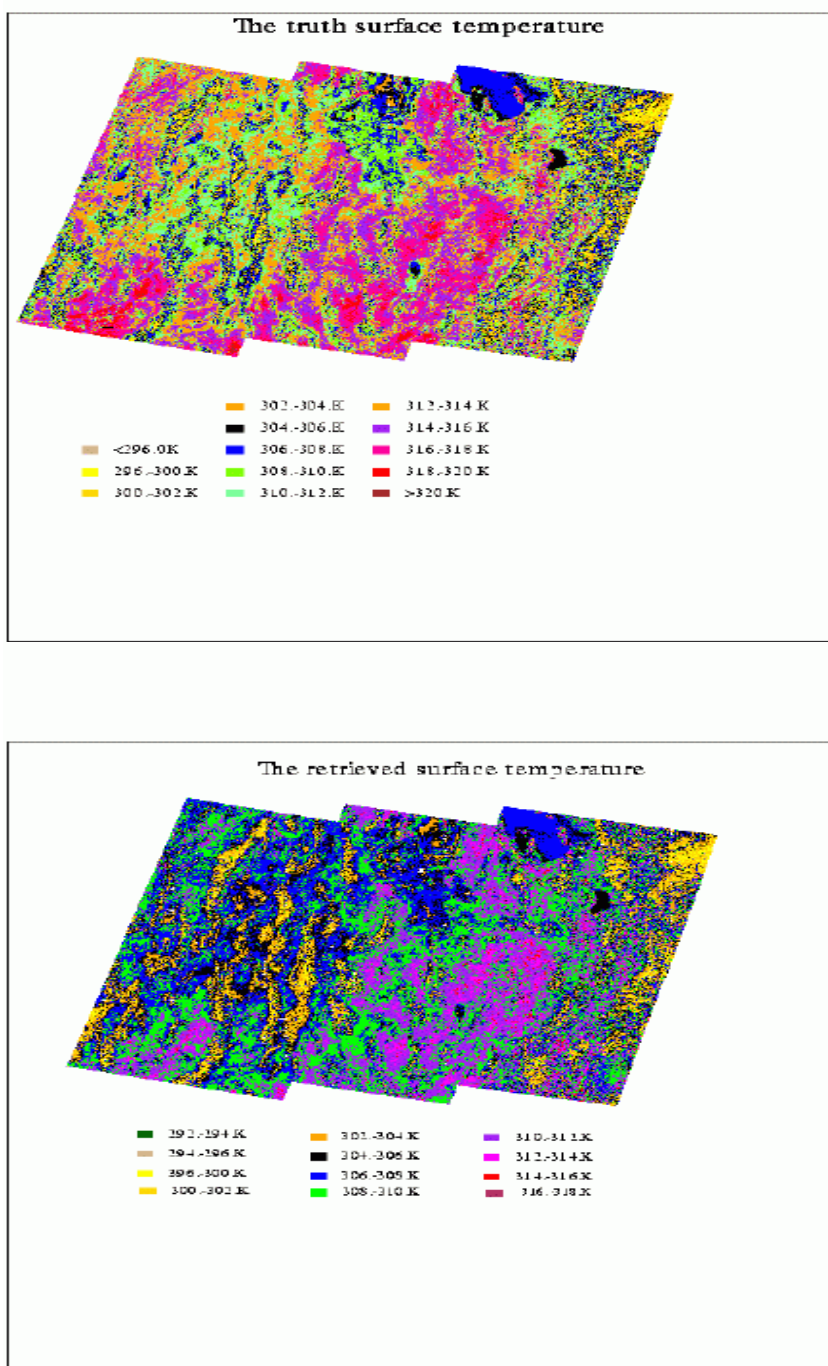 The truth surface temperature
302.-304.K 312.-314.K
304.-306.K 314.-316.K
<296.0K 306.-308.K 316.-318.K
296.-300.K 308.-310.K 318.-320.K
300.-302.K 310.-312.K >320.K
The retrieved surface temperature
292.-294.K 302.-304.K 310.-312.K
294.-296.K 304.-306.K 312.-314.K
396.-300.K 306.-308.K 314.-316.K
300.-302.K 308.-310.K 316.-318.K